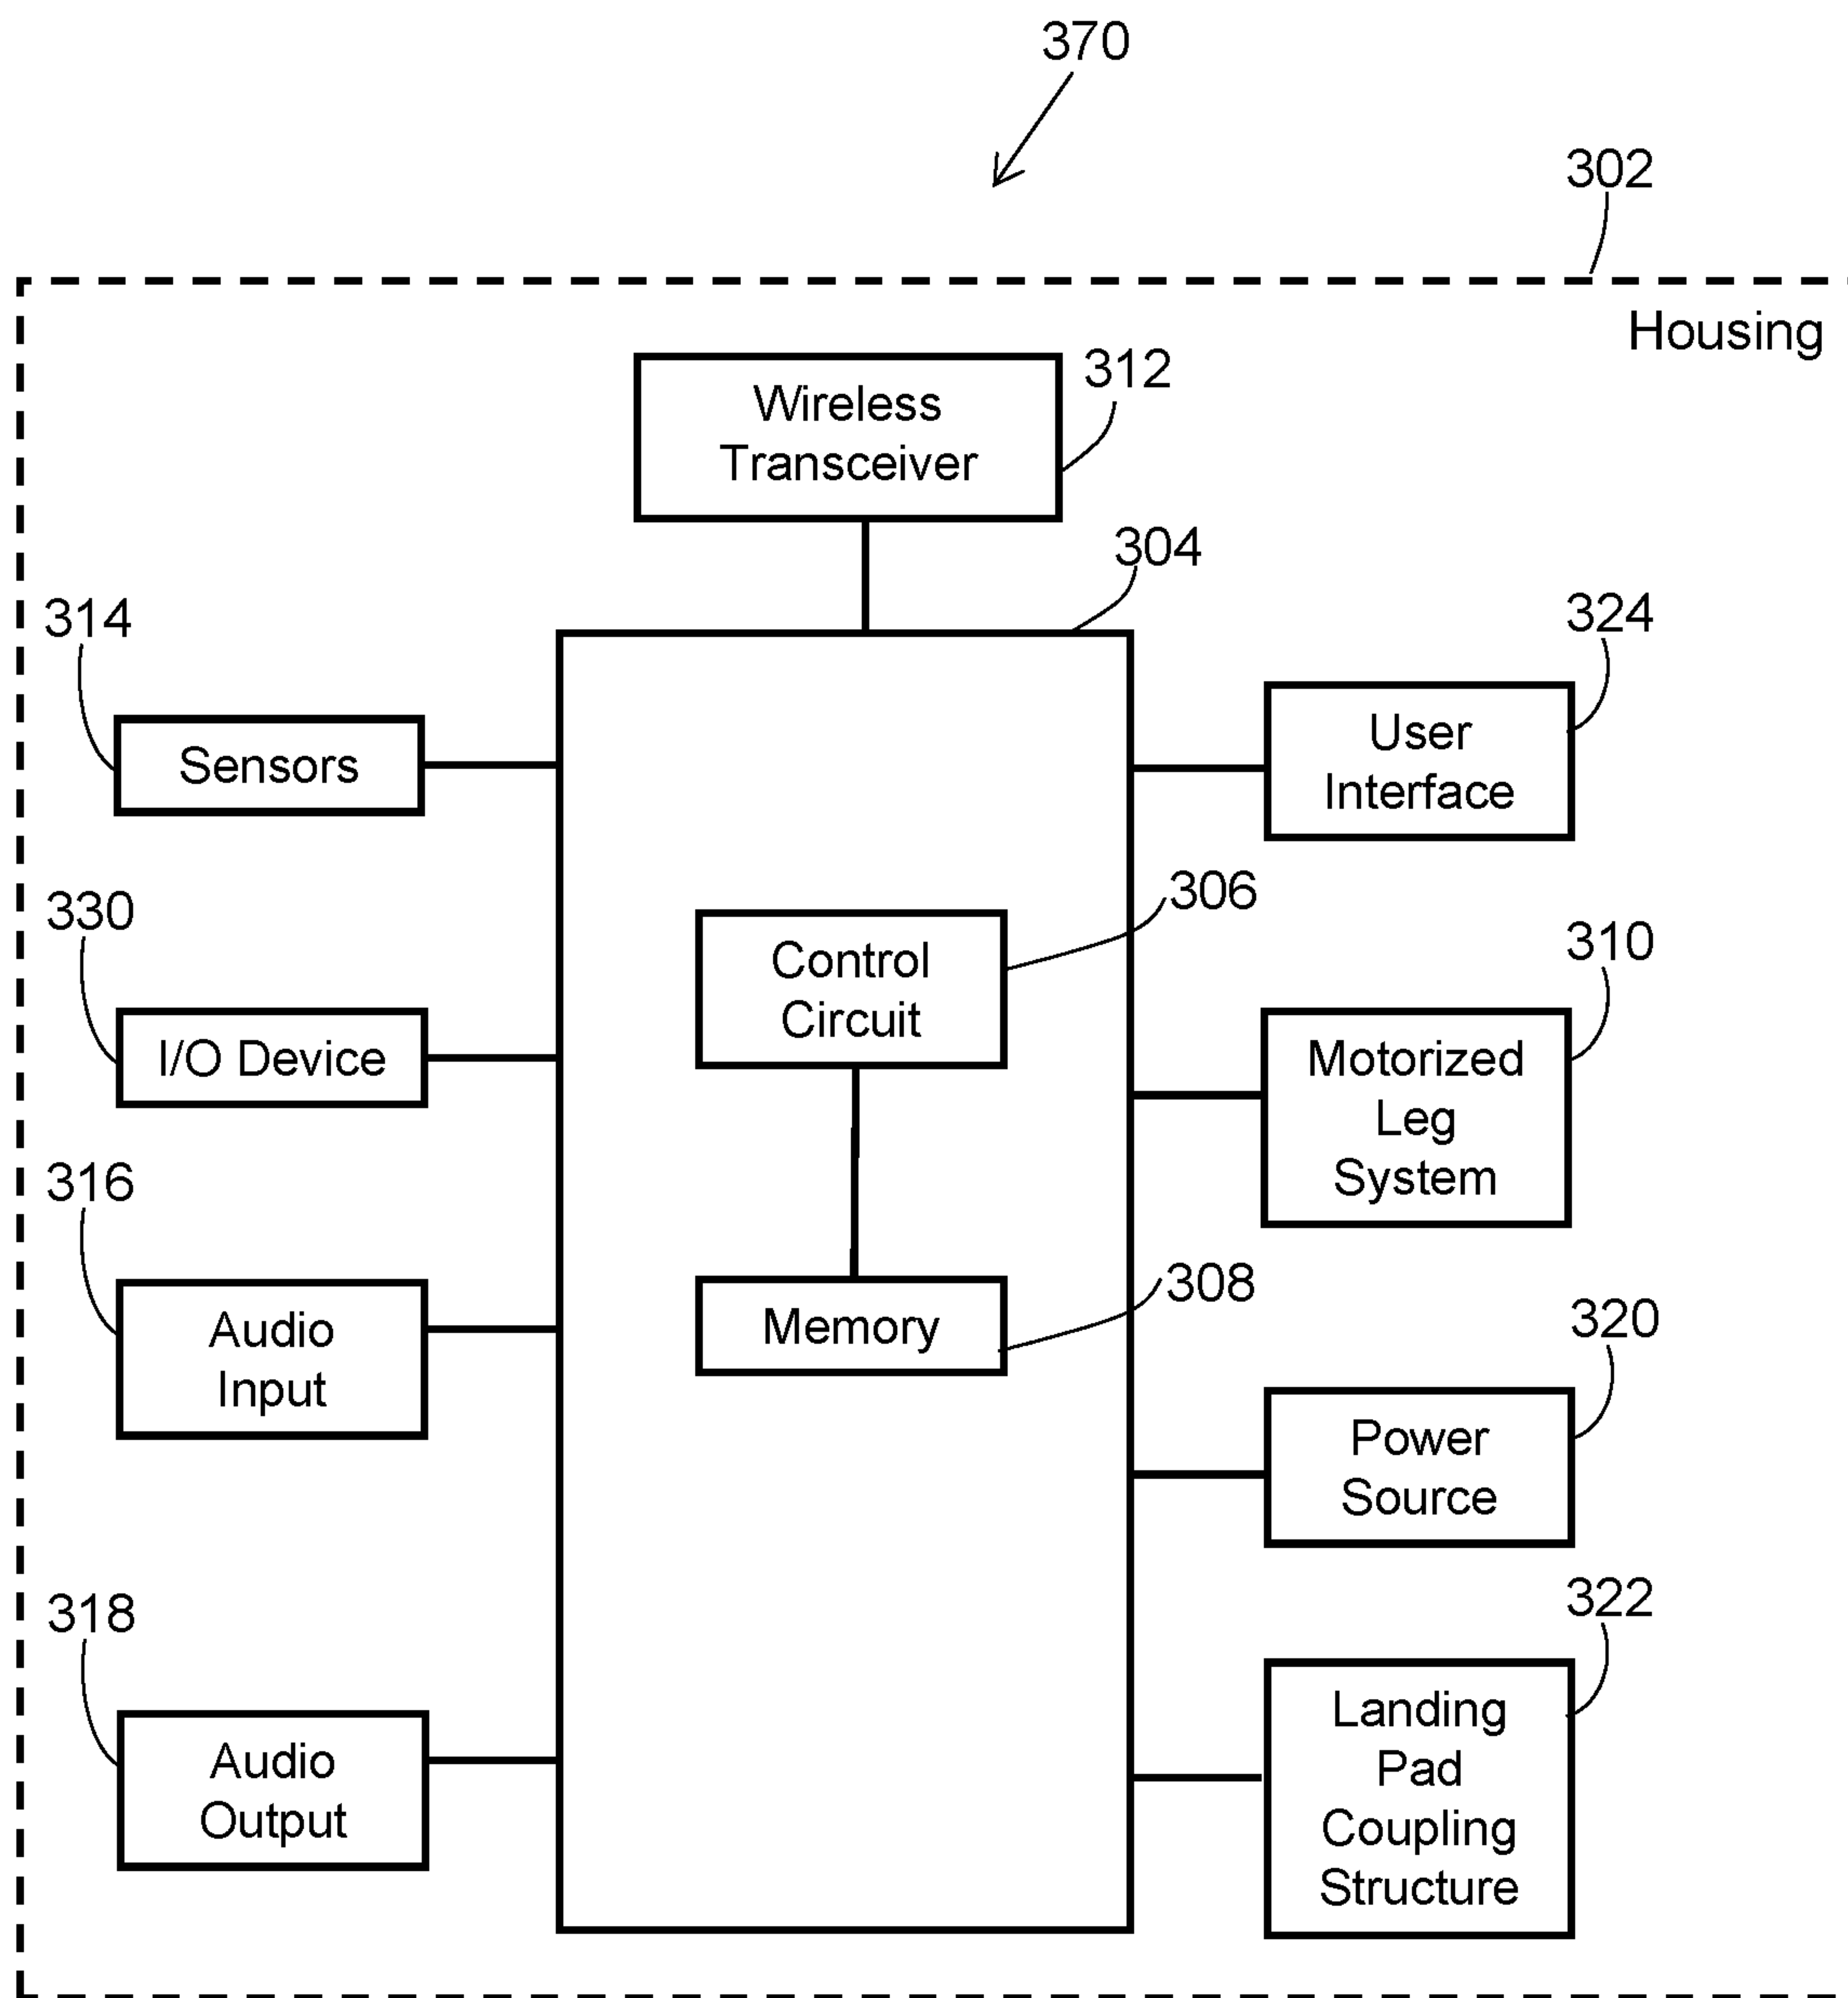 370
302
Housing
312
Wireless
Transceiver
304
314
324
Sensors
User
Interface
306
330
Control
Circuit
310
I/O Device
Motorized
Leg
System
316
308
Audio
Input
Memory
320
Power
Source
318
322
Audio
Output
Landing
Pad
Coupling
Structure